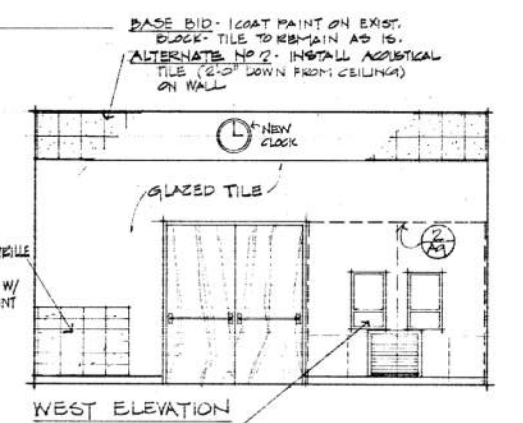 BASE BID - 1 COAT PAINT ON EXIST.
BLOCK - TILE TO REMAIN AS IS.
ALTERNATE NO 2 - INSTALL ACOUSTICAL
TILE (2'-0" DOWN FROM CEILING)
ON WALL
NEW
CLOCK
GLAZED TILE
2
A9
W/
WEST ELEVATION